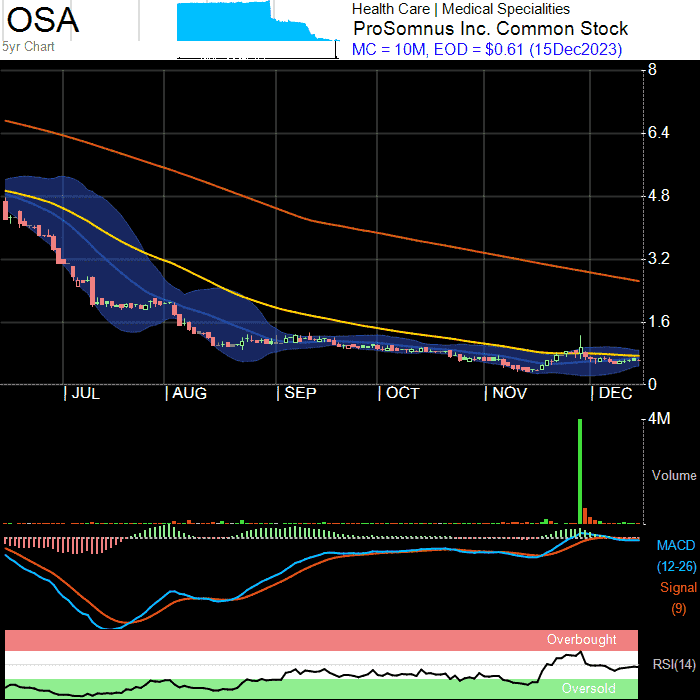 OSA
5yr Chart
Health Care | Medical Specialities
ProSomnus Inc. Common Stock
MC = 10M, EOD = $0.61 (15Dec2023)
8
6.4
4.8
3.2
1.6
0
| JUL | AUG | SEP | OCT | NOV | DEC
4M
Volume
MACD
(12-26)
Signal
(9)
Overbought
RSI(14)
Oversold